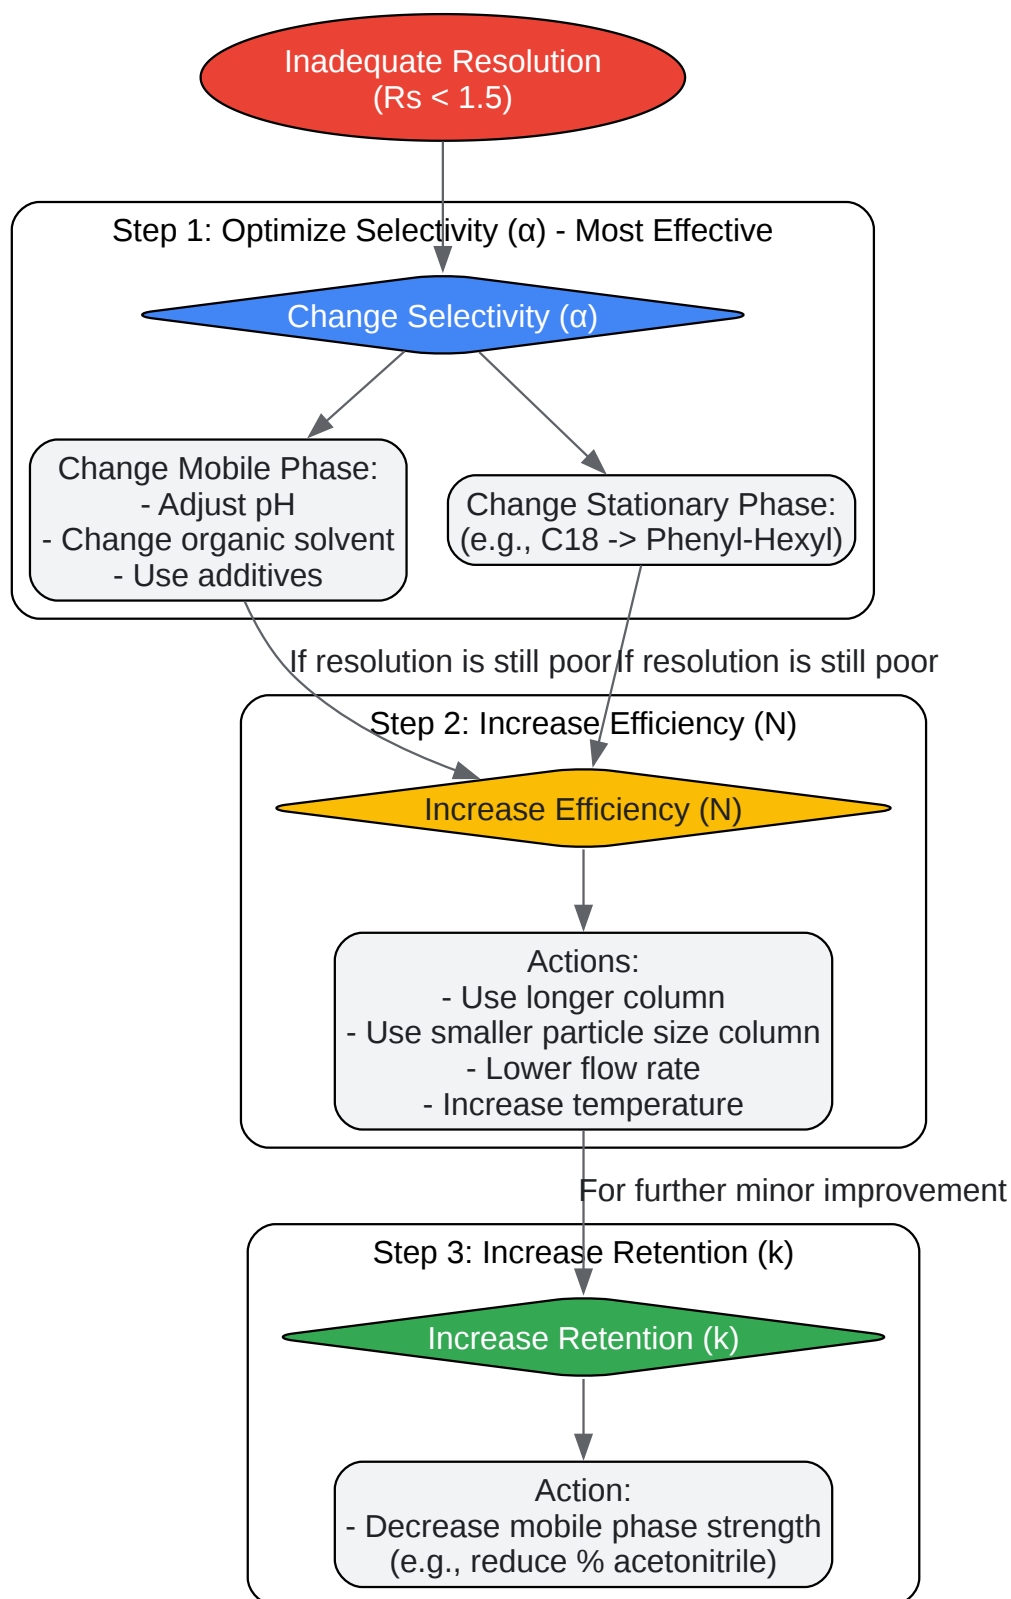 Inadequate Resolution
(Rs < 1.5)
Step 1: Optimize Selectivity (α) - Most Effective
Change Selectivity (α)
Change Mobile Phase:
- Adjust pH
- Change organic solvent
- Use additives
Change Stationary Phase:
(e.g., C18 -> Phenyl-Hexyl)
If resolution is still poor
If resolution is still poor
Step 2: Increase Efficiency (N)
Increase Efficiency (N)
Actions:
- Use longer column
- Use smaller particle size column
- Lower flow rate
- Increase temperature
For further minor improvement
Step 3: Increase Retention (k)
Increase Retention (k)
Action:
- Decrease mobile phase strength
(e.g., reduce % acetonitrile)